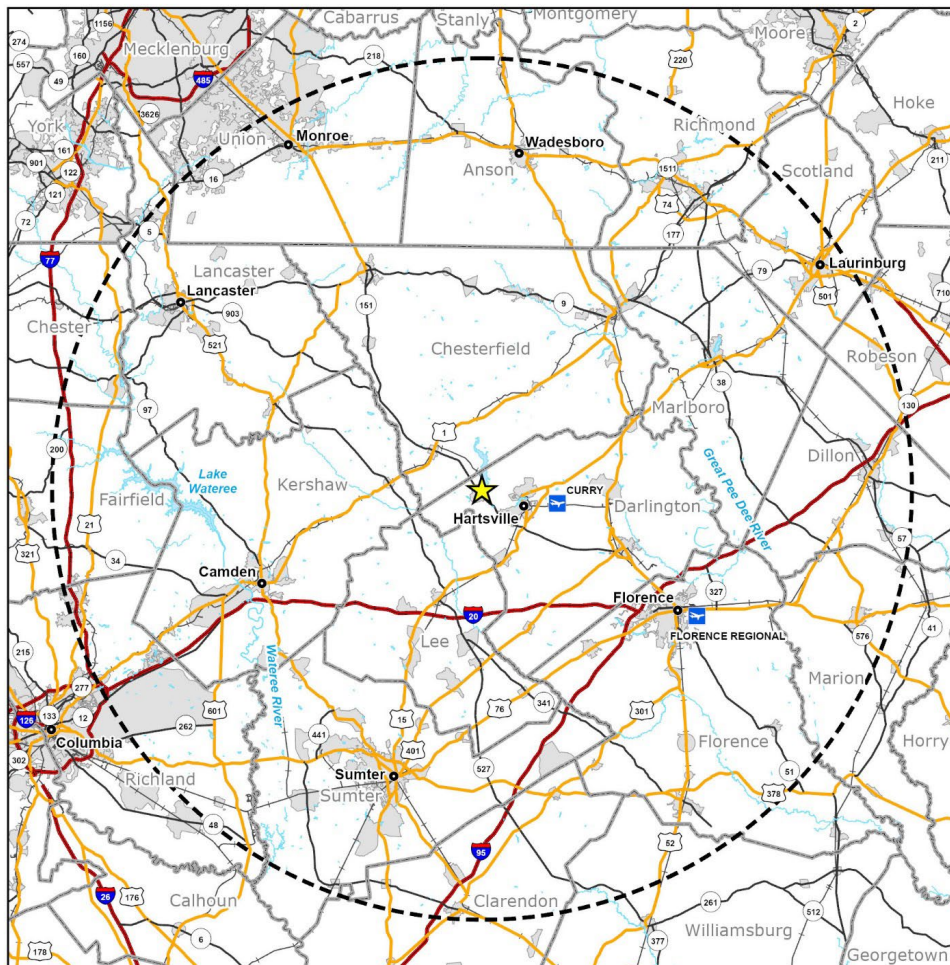 Cabarrus
Stanly
Montgomery
1156
2
274
Mecklenburg
Moore
160
218
557
220
485
49
Hoke
3626
York
Richmond
Union
Monroe
Wadesboro
161
901
Anson
16
1511
Scotland
211
122
121
74
72
5
177
77
Lancaster
Laurinburg
79
Lancaster
151
501
710
9
903
Chester
521
Chesterfield
Robeson
38
97
Marlboro
130
1
200
Dillon
Lake
Wateree
Great Pee Dee River
Kershaw
CURRY
Fairfield
Hartsville
Darlington
21
57
321
34
Camden
Florence
327
20
41
FLORENCE REGIONAL
Lee
576
215
Wateree River
Marion
277
76
341
601
301
126
133
12
15
262
441
Florence
Columbia
401
Horry
302
527
51
Sumter
Richland
Sumter
378
48
52
95
26
176
Calhoun
Clarendon
261
512
6
Williamsburg
377
178
Georgetown